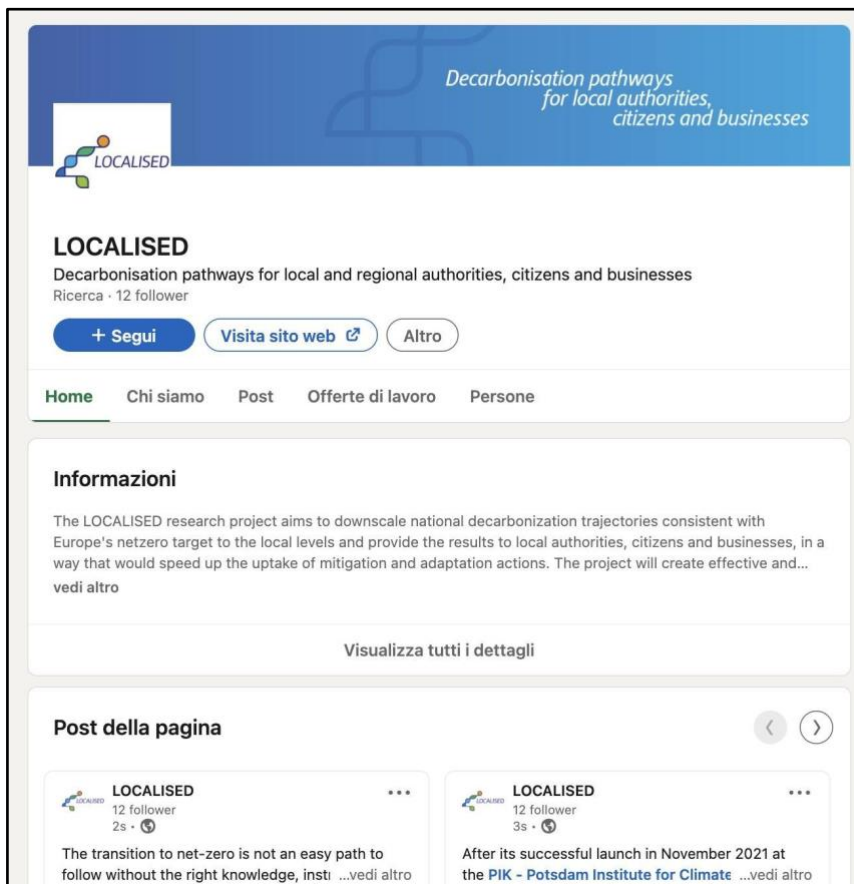 Decarbonisation pathways
for local authorities,
citizens and businesses
LOCALISED
LOCALISED
Decarbonisation pathways for local and regional authorities, citizens and businesses
Ricerca · 12 follower
+ Segui Visita sito web Altro
Home Chi siamo Post Offerte di lavoro Persone
Informazioni
The LOCALISED research project aims to downscale national decarbonization trajectories consistent with
Europe's netzero target to the local levels and provide the results to local authorities, citizens and businesses, in a
way that would speed up the uptake of mitigation and adaptation actions. The project will create effective and...
vedi altro
Visualizza tutti i dettagli
Post della pagina
LOCALISED
LOCALISED
12 follower
2s •
The transition to net-zero is not an easy path to
follow without the right knowledge, insti ...vedi altro
LOCALISED
LOCALISED
12 follower
3s •
After its successful launch in November 2021 at
the PIK - Potsdam Institute for Climate ...vedi altro